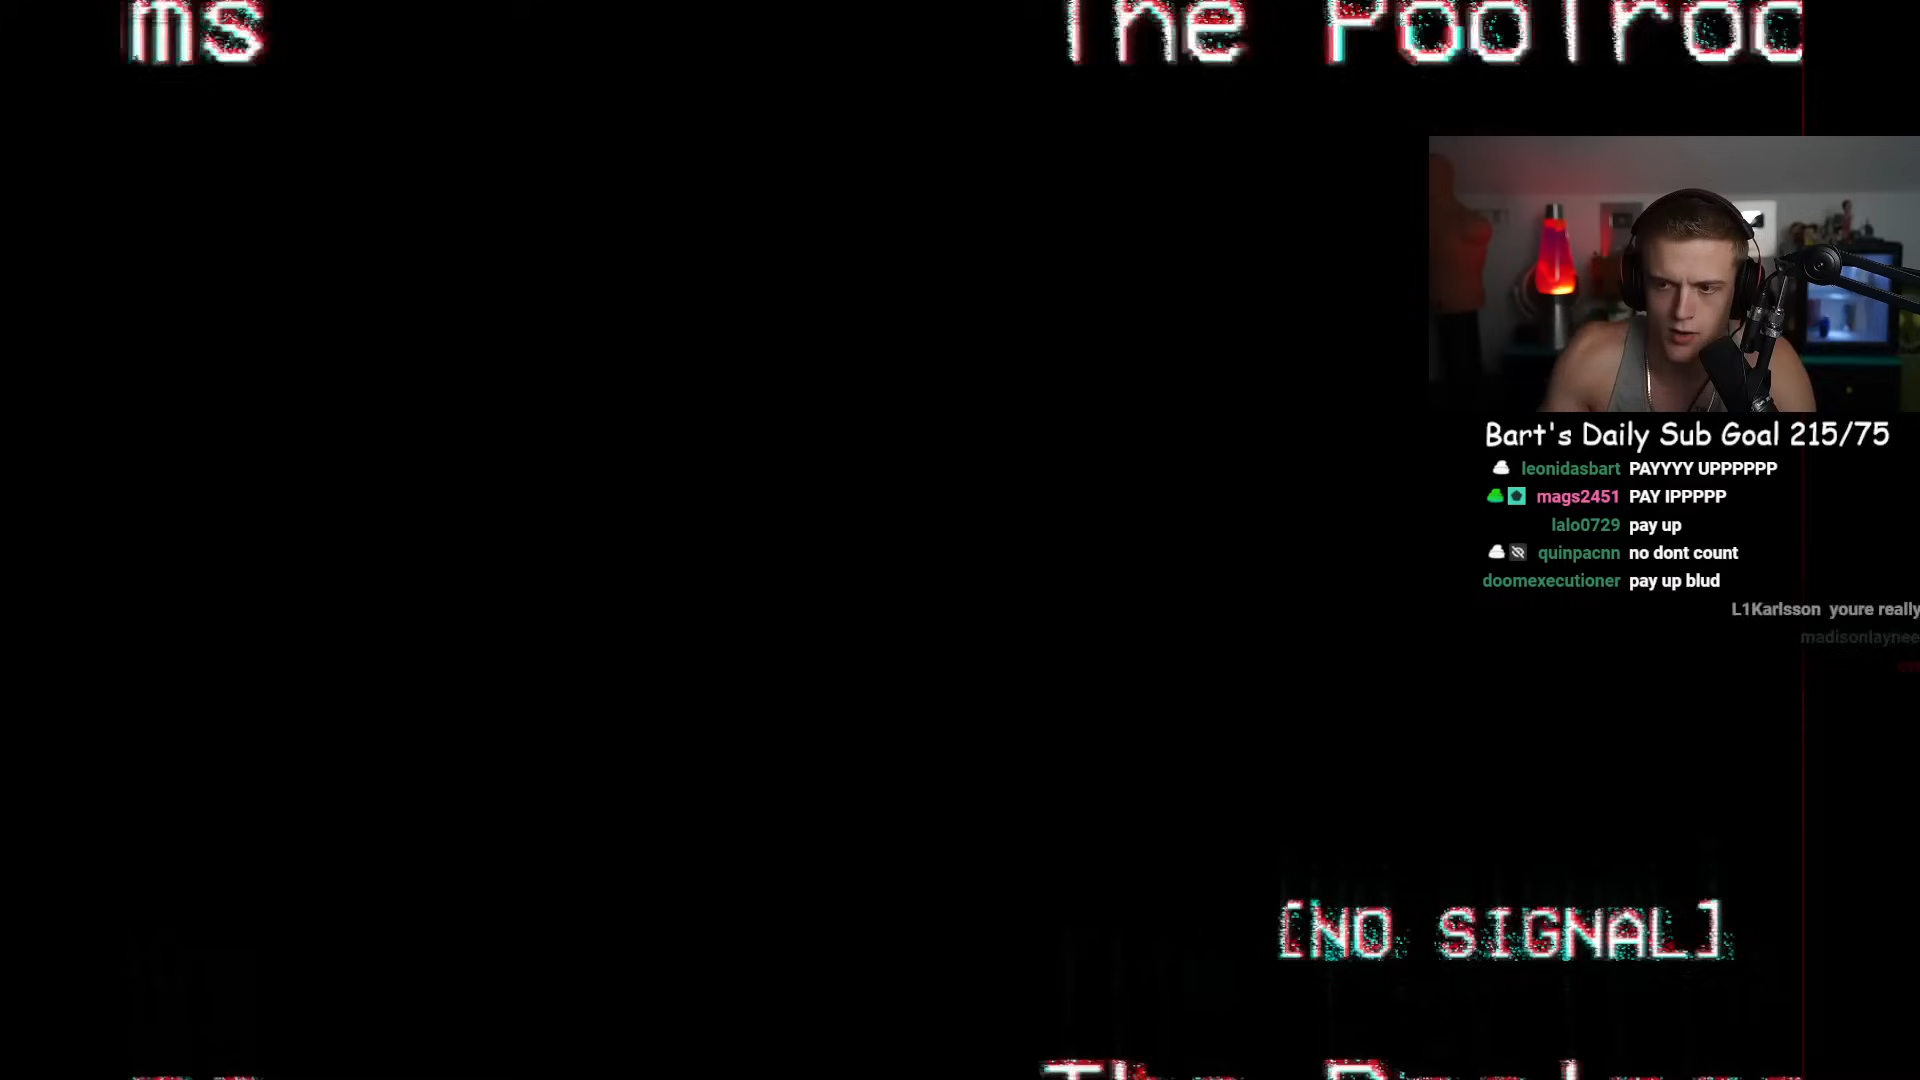 ms The Poolroo
Bart's Daily Sub Goal 215/75
leonidasbart PAYYYY UPPPPPP
mags2451 PAY IPPPPP
lalo0729 pay up
quinpacnn no dont count
doomexecutioner pay up blud
L1Karlsson youre really
madisonlaynee
[NO SIGNAL]